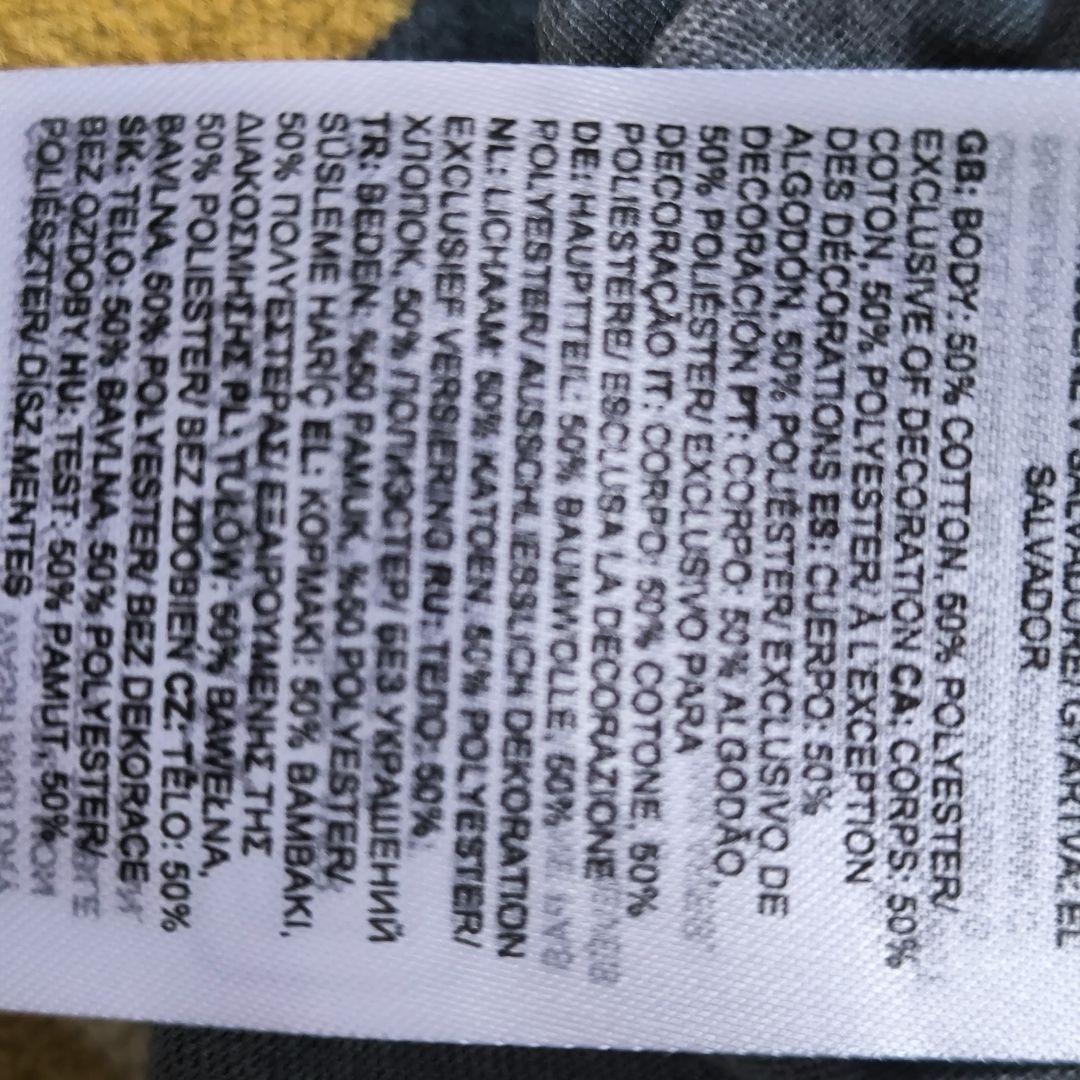 SALVADORE GYÁRTVA: EL
SALVADOR
GB: BODY: 50% COTTON, 50% POLYESTER/
EXCLUSIVE OF DECORATION CA: CORPS: 50%
COTON, 50% POLYESTER/ À L'EXCEPTION
DES DÉCORATIONS ES: CUERPO: 50%
ALGODÓN, 50% POLIÉSTER/ EXCLUSIVO DE
DECORACIÓN PT: CORPO: 50% ALGODÃO,
50% POLIÉSTER/ EXCLUSIVO PARA
DECORAÇÃO IT: CORPO: 50% COTONE, 50%
POLIESTERE/ ESCLUSA LA DECORAZIONE
DE: HAUPTTEIL: 50% BAUMWOLLE, 50%
POLYESTER/ AUSSCHLIESSLICH DEKORATION
NL: LICHAAM: 50% KATOEN, 50% POLYESTER/
EXCLUSIEF VERSIERING RU: ТЕЛО: 50%
ХЛОПОК, 50% ПОЛИЭСТЕР/ БЕЗ УКРАШЕНИЙ
TR: BEDEN: %50 PAMUK, %50 POLYESTER/
SÜSLEME HARİÇ EL: ΚΟΡΜΑΚΙ: 50% ΒΑΜΒΑΚΙ,
50% ΠΟΛΥΕΣΤΕΡΑΣ/ ΕΞΑΙΡΟΥΜΕΝΗΣ ΤΗΣ
ΔΙΑΚΟΣΜΗΣΗΣ PL: TUŁÓW: 50% BAWEŁNA,
50% POLIESTER/ BEZ ZDOBIEŃ CZ: TĚLO: 50%
BAVLNA, 50% POLYESTER/ BEZ DEKORACE
SK: TELO: 50% BAVLNA, 50% POLYESTER/
BEZ OZDOBY HU: TEST: 50% PAMUT, 50%
POLIÉSZTER/ DÍSZ MENTES